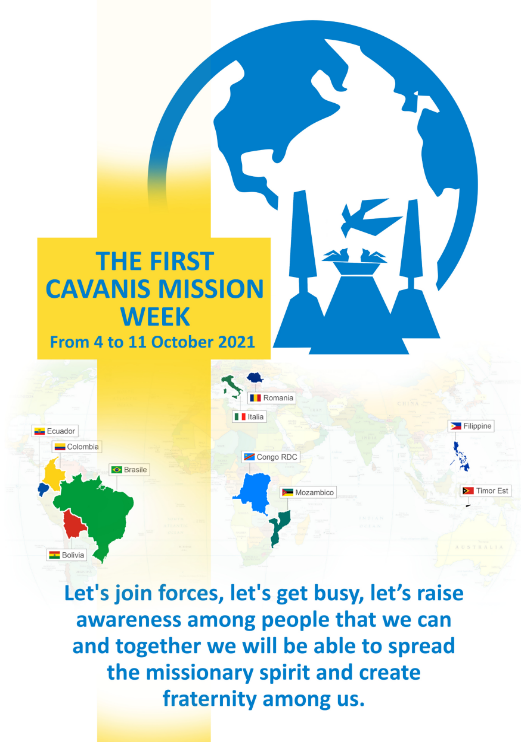 THE FIRST
CAVANIS MISSION
WEEK
From 4 to 11 October 2021
Romania
Italia
Ecuador
Colombia
Brasile
Bolivia
Congo RDC
Mozambico
Filippine
Timor Est
Let's join forces, let's get busy, let’s raise
awareness among people that we can
and together we will be able to spread
the missionary spirit and create
fraternity among us.